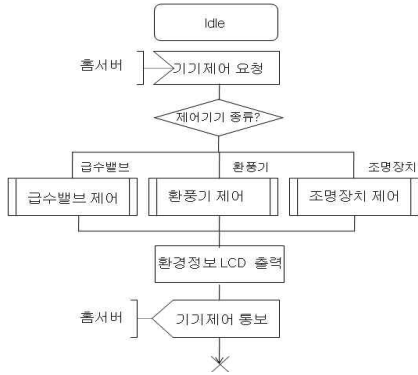 Idle
홈서버
기기제어 요청
제어기기 종류?
급수밸브
환풍기
조명장치
급수밸브 제어
환풍기 제어
조명장치 제어
환경정보 LCD 출력
홈서버
기기제어 통보